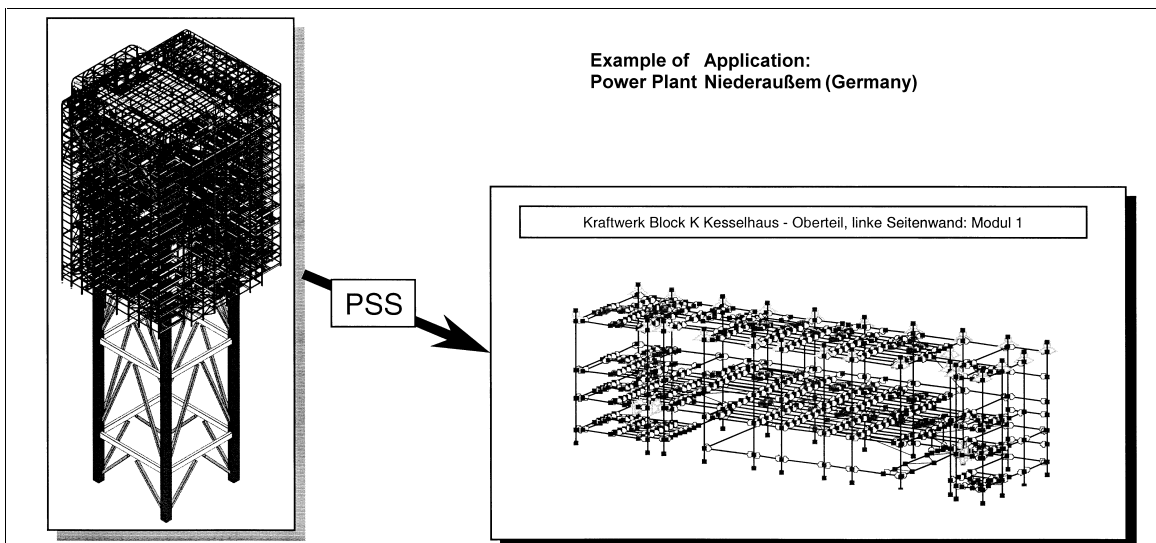 Example of Application:
Power Plant Niederaußem (Germany)
Kraftwerk Block K Kesselhaus - Oberteil, linke Seitenwand: Modul 1
PSS